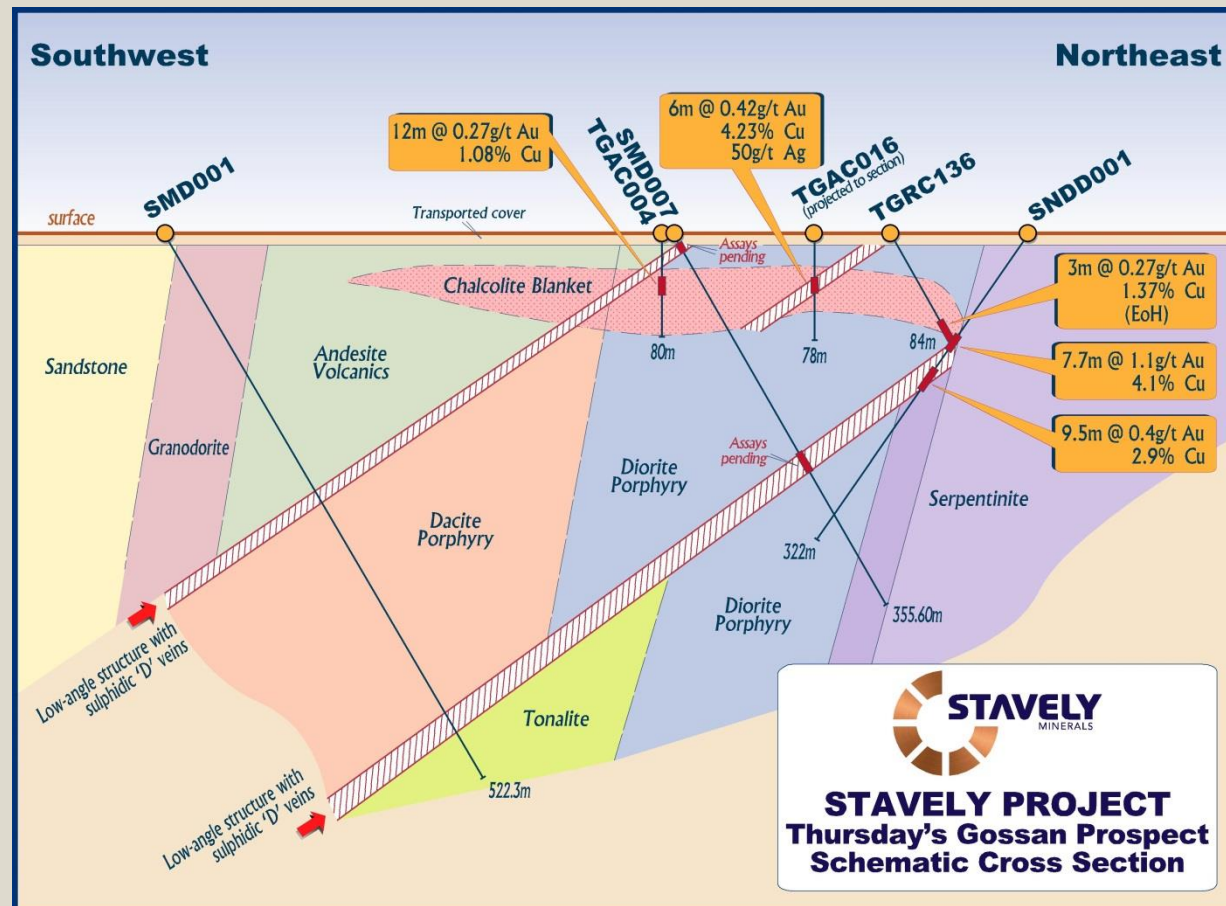 Southwest
Northeast
12m @ 0.27g/t Au
1.08% Cu
6m @ 0.42g/t Au
4.23% Cu
50g/t Ag
SMD001
TGAC004
SMD007
TGAC016
(projected to section)
TGRC136
SNDD001
surface
Transported cover
Assays
pending
Chalcolite Blanket
3m @ 0.27g/t Au
1.37% Cu
(EoH)
80m
78m
84m
7.7m @ 1.1g/t Au
4.1% Cu
9.5m @ 0.4g/t Au
2.9% Cu
Sandstone
Andesite
Volcanics
Granodorite
Assays
pending
Diorite
Porphyry
Serpentinite
Dacite
Porphyry
322m
Diorite
Porphyry
355.60m
Low-angle structure with
sulphidic 'D' veins
Tonalite
522.3m
Low-angle structure with
sulphidic 'D' veins
STAVELY
MINERALS
STAVELY PROJECT
Thursday's Gossan Prospect
Schematic Cross Section